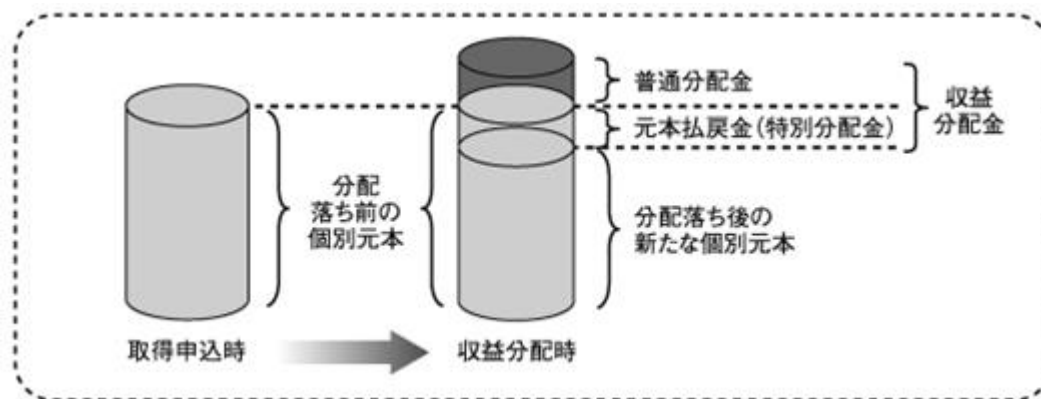 普通分配金
収益
分配金
元本払戻金(特別分配金)
分配
落ち前の
個別元本
分配落ち後の
新たな個別元本
取得申込時
収益分配時